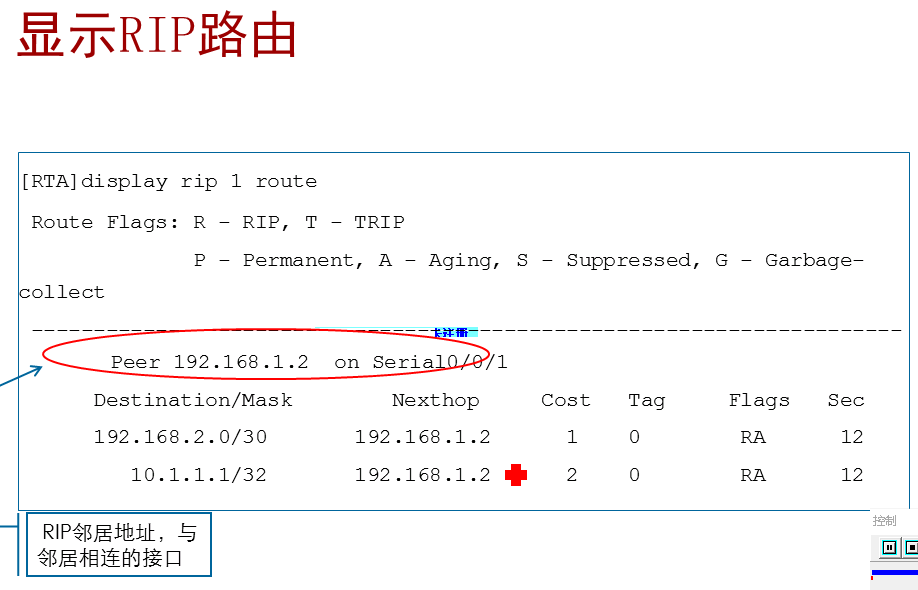 显示RIP路由
[RTA]display rip 1 route
Route Flags: R - RIP, T - TRIP
P - Permanent, A - Aging, S - Suppressed, G - Garbage-
collect
--------------------------------------------------------------------------
Peer 192.168.1.2 on Serial0/0/1
Destination/Mask Nexthop Cost Tag Flags Sec
192.168.2.0/30 192.168.1.2 1 0 RA 12
10.1.1.1/32 192.168.1.2 2 0 RA 12
RIP邻居地址，与
邻居相连的接口
控制